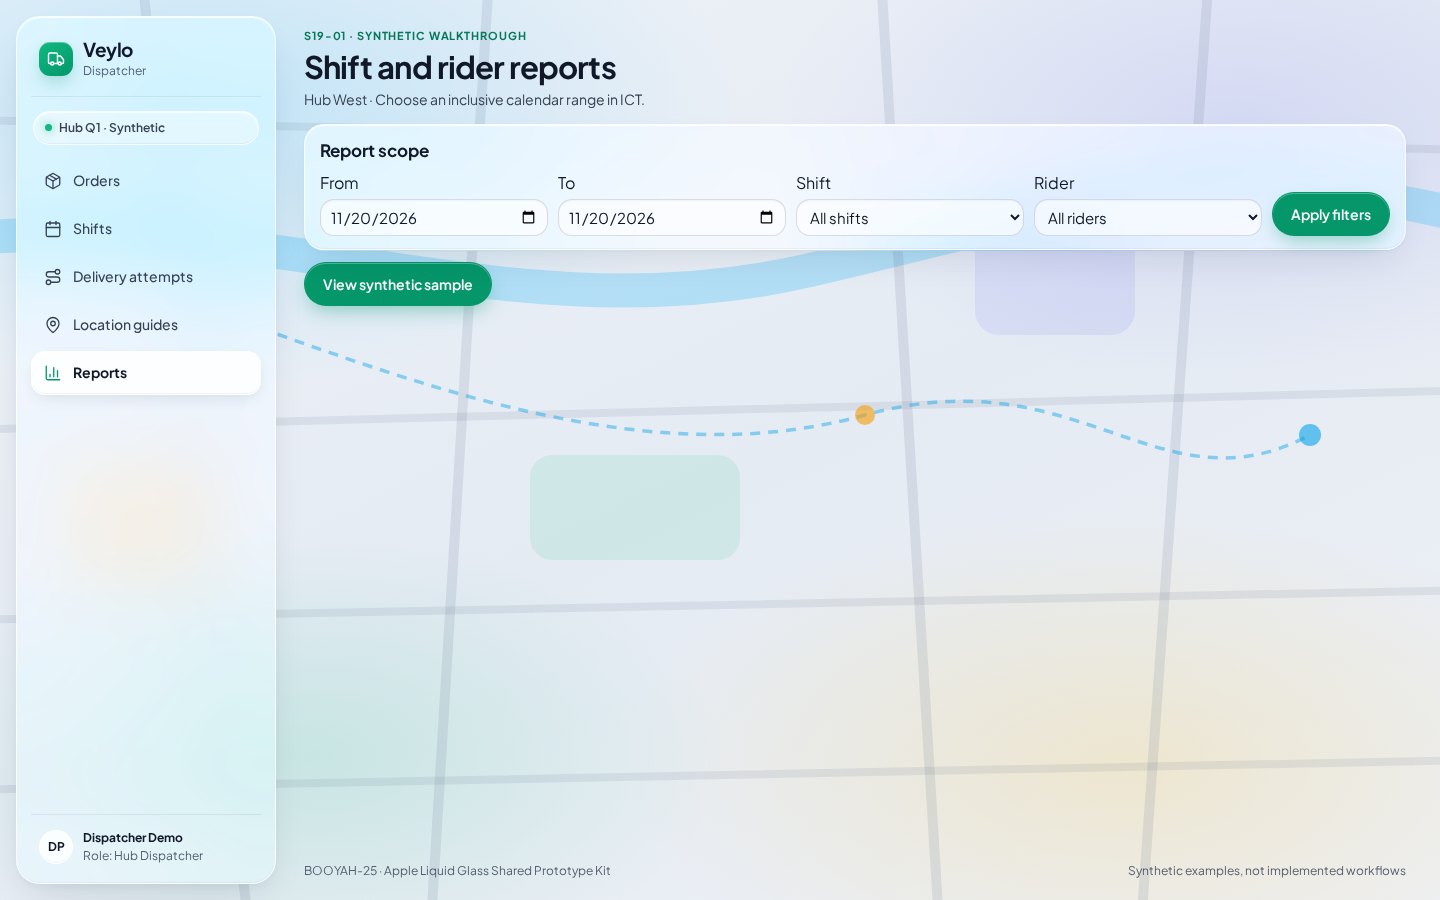 Veylo
Dispatcher
Hub Q1 · Synthetic
Orders
Shifts
Delivery attempts
Location guides
Reports
DP
Dispatcher Demo
Role: Hub Dispatcher
S19-01 · SYNTHETIC WALKTHROUGH
Shift and rider reports
Hub West · Choose an inclusive calendar range in ICT.
Report scope
From To Shift Rider
11/20/2026 11/20/2026 All shifts All riders Apply filters
View synthetic sample
BOOYAH-25 · Apple Liquid Glass Shared Prototype Kit
Synthetic examples, not implemented workflows